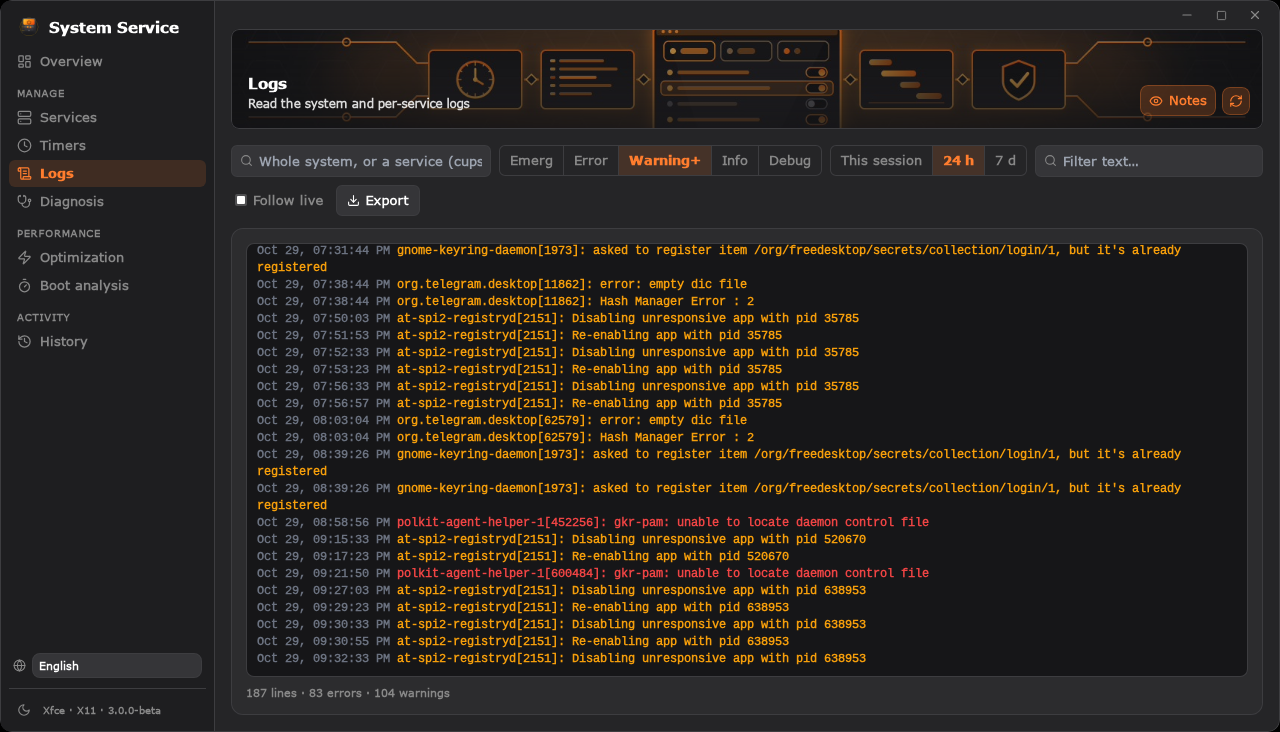 System Service
Overview
MANAGE
Services
Timers
Logs
Diagnosis
PERFORMANCE
Optimization
Boot analysis
ACTIVITY
History
English
Xfce • X11 • 3.0.0-beta
Logs
Read the system and per-service logs
Notes
Whole system, or a service (cups
Emerg
Error
Warning+
Info
Debug
This session
24 h
7 d
Filter text...
Follow live
Export
Oct 29, 07:31:44 PM gnome-keyring-daemon[1973]: asked to register item /org/freedesktop/secrets/collection/login/1, but it's already
registered
Oct 29, 07:38:44 PM org.telegram.desktop[11862]: error: empty dic file
Oct 29, 07:38:44 PM org.telegram.desktop[11862]: Hash Manager Error : 2
Oct 29, 07:50:03 PM at-spi2-registryd[2151]: Disabling unresponsive app with pid 35785
Oct 29, 07:51:53 PM at-spi2-registryd[2151]: Re-enabling app with pid 35785
Oct 29, 07:52:33 PM at-spi2-registryd[2151]: Disabling unresponsive app with pid 35785
Oct 29, 07:53:23 PM at-spi2-registryd[2151]: Re-enabling app with pid 35785
Oct 29, 07:56:33 PM at-spi2-registryd[2151]: Disabling unresponsive app with pid 35785
Oct 29, 07:56:57 PM at-spi2-registryd[2151]: Re-enabling app with pid 35785
Oct 29, 08:03:04 PM org.telegram.desktop[62579]: error: empty dic file
Oct 29, 08:03:04 PM org.telegram.desktop[62579]: Hash Manager Error : 2
Oct 29, 08:39:26 PM gnome-keyring-daemon[1973]: asked to register item /org/freedesktop/secrets/collection/login/1, but it's already
registered
Oct 29, 08:39:26 PM gnome-keyring-daemon[1973]: asked to register item /org/freedesktop/secrets/collection/login/1, but it's already
registered
Oct 29, 08:58:56 PM polkit-agent-helper-1[452256]: gkr-pam: unable to locate daemon control file
Oct 29, 09:15:33 PM at-spi2-registryd[2151]: Disabling unresponsive app with pid 520670
Oct 29, 09:17:23 PM at-spi2-registryd[2151]: Re-enabling app with pid 520670
Oct 29, 09:21:50 PM polkit-agent-helper-1[600484]: gkr-pam: unable to locate daemon control file
Oct 29, 09:27:03 PM at-spi2-registryd[2151]: Disabling unresponsive app with pid 638953
Oct 29, 09:29:23 PM at-spi2-registryd[2151]: Re-enabling app with pid 638953
Oct 29, 09:30:33 PM at-spi2-registryd[2151]: Disabling unresponsive app with pid 638953
Oct 29, 09:30:55 PM at-spi2-registryd[2151]: Re-enabling app with pid 638953
Oct 29, 09:32:33 PM at-spi2-registryd[2151]: Disabling unresponsive app with pid 638953
187 lines · 83 errors · 104 warnings